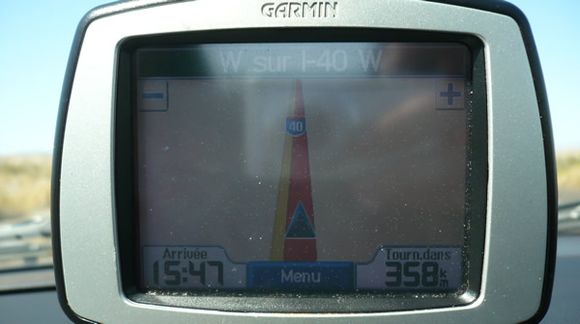 GARMIN
W sur I-40 W
− +
40
Arrivée Tourn.dans
15:47 Menu 358 km